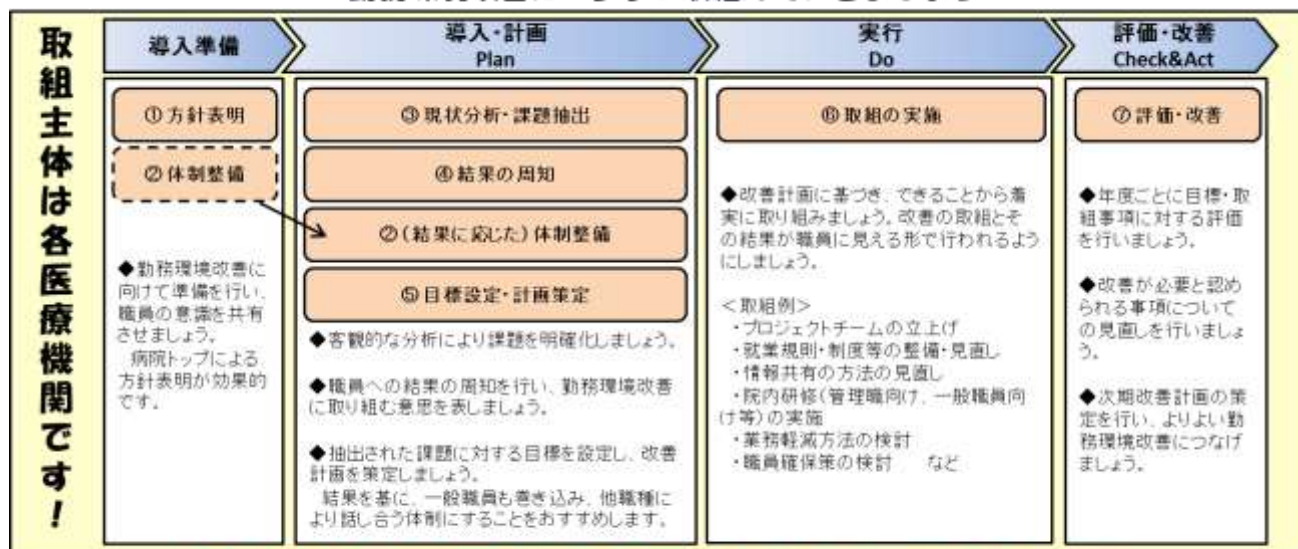 取組主体は各医療機関です！
導入準備
①方針表明
②体制整備
◆勤務環境改善に
向けて準備を行い、
職員の意識を共有
させましょう。
病院トップによる
方針表明が効果的
です。
導入・計画
Plan
③現状分析・課題抽出
④結果の周知
②(結果に応じた)体制整備
⑤目標設定・計画策定
◆客観的な分析により課題を明確化しましょう。
◆職員への結果の周知を行い、勤務環境改善
に取り組む意思を表しましょう。
◆抽出された課題に対する目標を設定し、改善
計画を策定しましょう。
結果を基に、一般職員も巻き込み、他職種に
より話し合う体制にすることをおすすめします。
実行
Do
⑥取組の実施
◆改善計画に基づき、できることから着
実に取り組みましょう。改善の取組とそ
の結果が職員に見える形で行われるよう
にしましょう。
＜取組例＞
・プロジェクトチームの立上げ
・就業規則・制度等の整備・見直し
・情報共有の方法の見直し
・院内研修(管理職向け、一般職員向
け等)の実施
・業務軽減方法の検討
・職員確保策の検討　など
評価・改善
Check&Act
⑦評価・改善
◆年度ごとに目標・取
組事項に対する評価
を行いましょう。
◆改善が必要と認め
られる事項について
の見直しを行いましょ
う。
◆次期改善計画の策
定を行い、よりよい勤
務環境改善につなげ
ましょう。